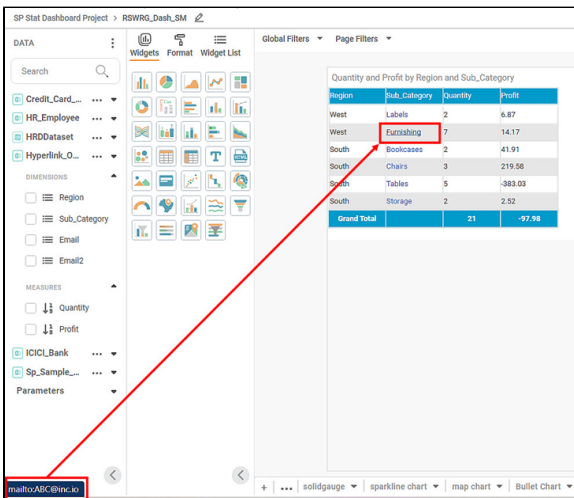 SP Stat Dashboard Project > RSWRG_Dash_SM
DATA
Search
Credit_Card_... •••
HR_Employee •••
HRDDataset •••
Hyperlink_O... •••
DIMENSIONS
Region
Sub_Category
Email
Email2
MEASURES
Quantity
Profit
ICICI_Bank •••
Sp_Sample_... •••
Parameters
mailto:ABC@inc.io
Widgets Format Widget List
Global Filters Page Filters
Quantity and Profit by Region and Sub_Category
Region Sub_Category Quantity Profit
West Labels 2 6.87
West Furnishing 7 14.17
South Bookcases 2 41.91
South Chairs 3 219.58
South Tables 5 -383.03
South Storage 2 2.52
Grand Total 21 -97.98
+ ••• solidgauge sparkline chart map chart Bullet Chart